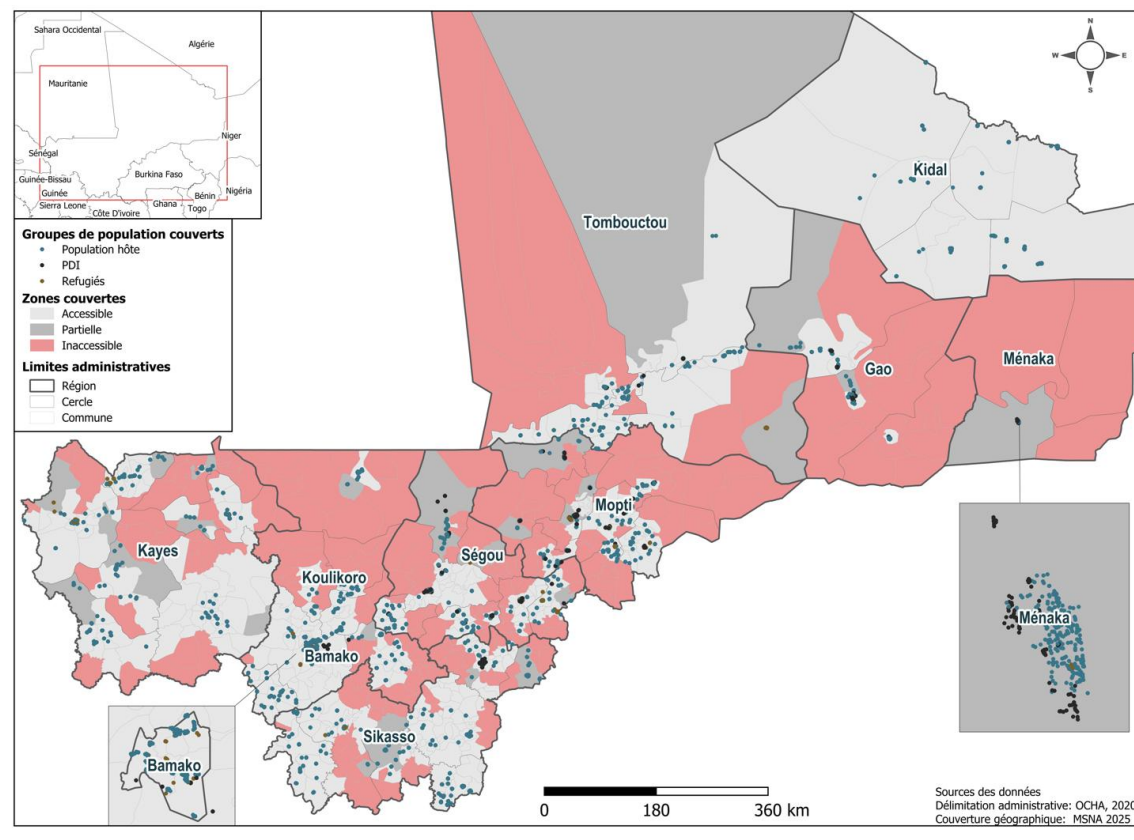 Sahara Occidental
Algérie
Mauritanie
Niger
Sénégal
Burkina Faso
Guinée-Bissau
Nigéria
Guinée
Bénin
Sierra Leone
Ghana
Togo
Côte D'ivoire
N
W
E
S
Groupes de population couverts
Population hôte
PDI
Refugiés
Zones couvertes
Accessible
Partielle
Inaccessible
Limites administratives
Région
Cercle
Commune
Kidal
Tombouctou
Gao
Ménaka
Mopti
Kayes
Ségou
Koulikoro
Bamako
Sikasso
Ménaka
Bamako
0 180 360 km
Sources des données
Délimitation administrative: OCHA, 2020
Couverture géographique: MSNA 2025